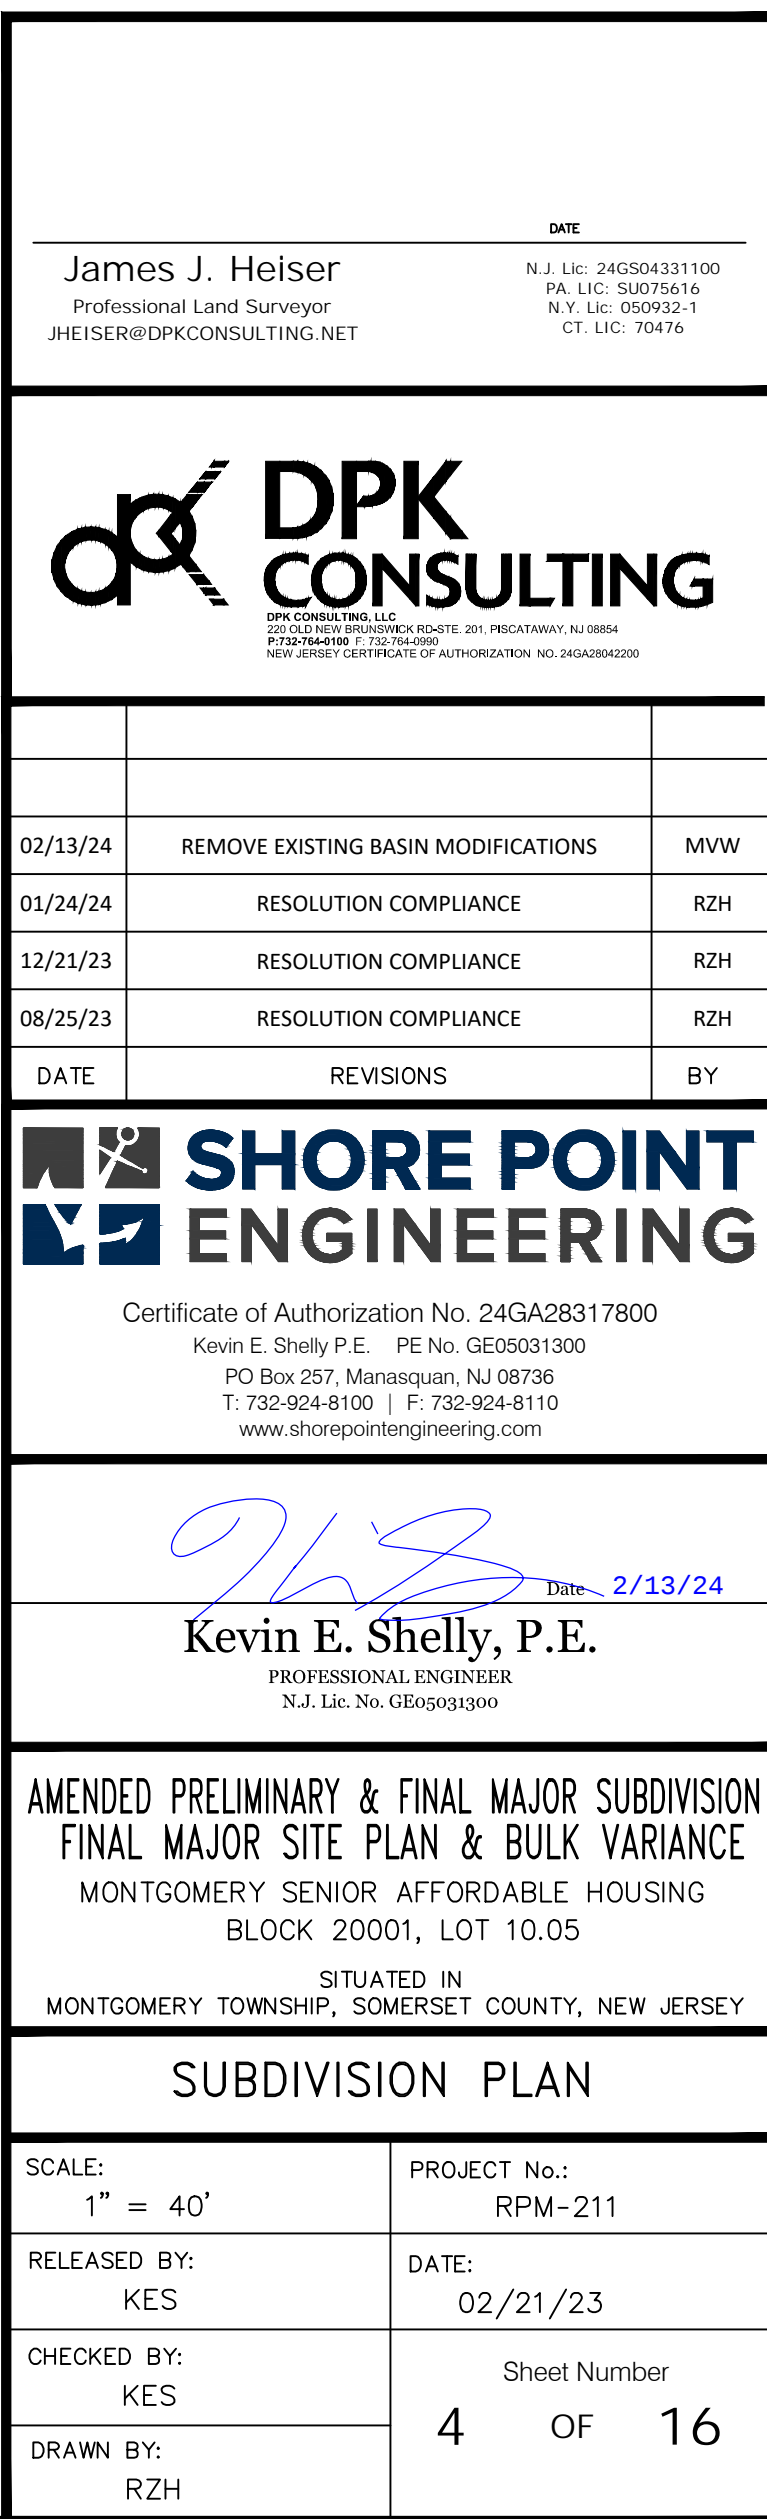 DATE
James J. Heiser
Professional Land Surveyor
JHEISER@DPKCONSULTING.NET
N.J. Lic: 24GS04331100
PA. LIC: SU075616
N.Y. Lic: 050932-1
CT. LIC: 70476
dpk DPK
CONSULTING
DPK CONSULTING, LLC
220 OLD NEW BRUNSWICK RD-STE. 201, PISCATAWAY, NJ 08854
P:732-764-0100 F: 732-764-0990
NEW JERSEY CERTIFICATE OF AUTHORIZATION NO. 24GA28042200
02/13/24 REMOVE EXISTING BASIN MODIFICATIONS MVW
01/24/24 RESOLUTION COMPLIANCE RZH
12/21/23 RESOLUTION COMPLIANCE RZH
08/25/23 RESOLUTION COMPLIANCE RZH
DATE REVISIONS BY
SHORE POINT
ENGINEERING
Certificate of Authorization No. 24GA28317800
Kevin E. Shelly P.E. PE No. GE05031300
PO Box 257, Manasquan, NJ 08736
T: 732-924-8100 | F: 732-924-8110
www.shorepointengineering.com
Date 2/13/24
Kevin E. Shelly, P.E.
PROFESSIONAL ENGINEER
N.J. Lic. No. GE05031300
AMENDED PRELIMINARY & FINAL MAJOR SUBDIVISION
FINAL MAJOR SITE PLAN & BULK VARIANCE
MONTGOMERY SENIOR AFFORDABLE HOUSING
BLOCK 20001, LOT 10.05
SITUATED IN
MONTGOMERY TOWNSHIP, SOMERSET COUNTY, NEW JERSEY
SUBDIVISION PLAN
SCALE:
1" = 40'
PROJECT No.:
RPM-211
RELEASED BY:
KES
DATE:
02/21/23
CHECKED BY:
KES
DRAWN BY:
RZH
Sheet Number
4 OF 16